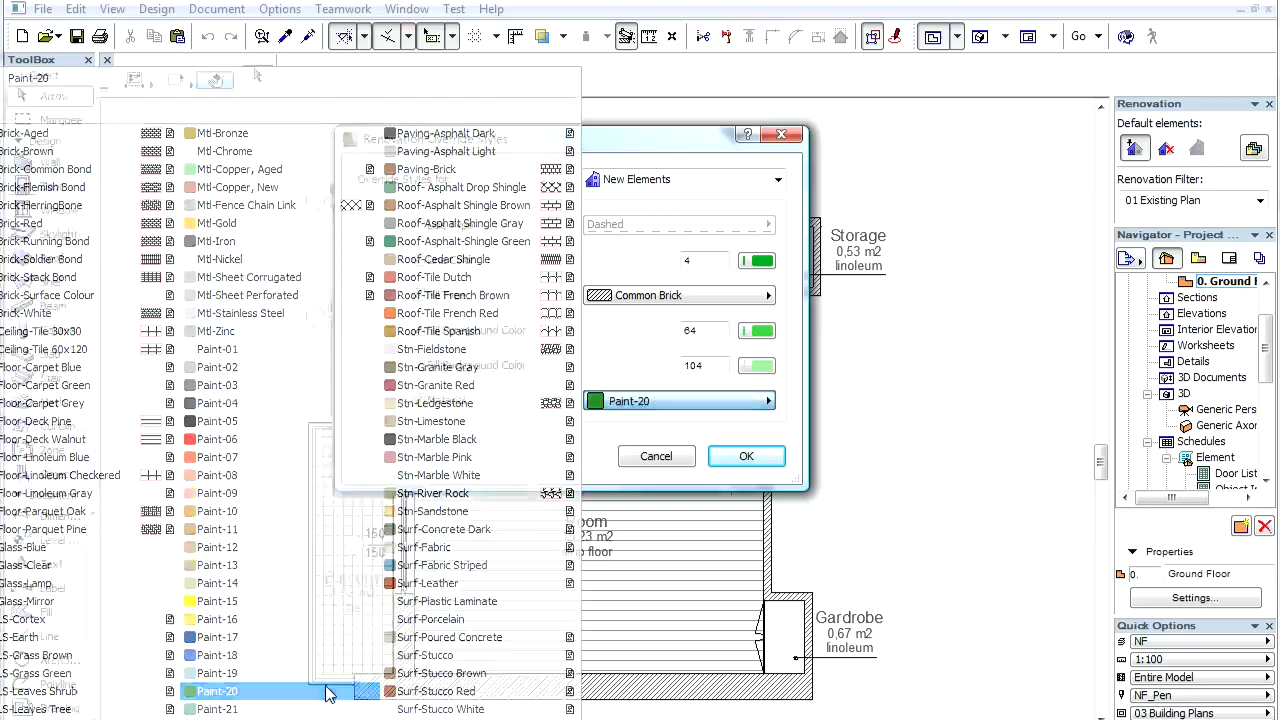 File Edit View Design Document Options Teamwork Window Test Help
Go
ToolBox
Paint-20
Arrow
Marquee
Design
Brick-Aged
Brick-Brown
Brick-Common Bond
Brick-Flemish Bond
Brick-HerringBone
Brick-Red
Brick-Running Bond
Brick-Soldier Bond
Brick-Stack Bond
Brick-Surface Colour
Brick-White
Ceiling-Tile 30x30
Ceiling-Tile 60x120
Floor-Carpet Blue
Floor-Carpet Green
Floor-Carpet Grey
Floor-Deck Pine
Floor-Deck Walnut
Floor-Linoleum Blue
Floor-Linoleum Checkered
Floor-Linoleum Gray
Floor-Parquet Oak
Floor-Parquet Pine
Glass-Blue
Glass-Clear
Glass-Lamp
Glass-Mirror
LS-Cortex
LS-Earth
LS-Grass Brown
LS-Grass Green
LS-Leaves Shrub
LS-Leaves Tree
Mtl-Bronze
Mtl-Chrome
Mtl-Copper, Aged
Mtl-Copper, New
Mtl-Fence Chain Link
Mtl-Gold
Mtl-Iron
Mtl-Nickel
Mtl-Sheet Corrugated
Mtl-Sheet Perforated
Mtl-Stainless Steel
Mtl-Zinc
Paint-01
Paint-02
Paint-03
Paint-04
Paint-05
Paint-06
Paint-07
Paint-08
Paint-09
Paint-10
Paint-11
Paint-12
Paint-13
Paint-14
Paint-15
Paint-16
Paint-17
Paint-18
Paint-19
Paint-20
Paint-21
Paving-Asphalt Dark
Paving-Asphalt Light
Paving-Brick
Roof- Asphalt Drop Shingle
Roof-Asphalt Shingle Brown
Roof-Asphalt Shingle Gray
Roof-Asphalt-Shingle Green
Roof-Cedar Shingle
Roof-Tile Dutch
Roof-Tile French Brown
Roof-Tile French Red
Roof-Tile Spanish
Stn-Fieldstone
Stn-Granite Gray
Stn-Granite Red
Stn-Ledgestone
Stn-Limestone
Stn-Marble Black
Stn-Marble Pink
Stn-Marble White
Stn-River Rock
Stn-Sandstone
Surf-Concrete Dark
Surf-Fabric
Surf-Fabric Striped
Surf-Leather
Surf-Plastic Laminate
Surf-Porcelain
Surf-Poured Concrete
Surf-Stucco
Surf-Stucco Brown
Surf-Stucco Red
Surf-Stucco White
Renovation Override Styles
New Elements
Dashed
4
Common Brick
64
104
Paint-20
Cancel
OK
Storage
0,53 m2
linoleum
Gardrobe
0,67 m2
linoleum
Renovation
Default elements:
Renovation Filter:
01 Existing Plan
Navigator - Project ...
0. Ground
Sections
Elevations
Interior Elevation
Worksheets
Details
3D Documents
3D
Generic Pers
Generic Axon
Schedules
Element
Door List
Properties
0. Ground Floor
Settings...
Quick Options
NF
1:100
Entire Model
NF_Pen
03 Building Plans